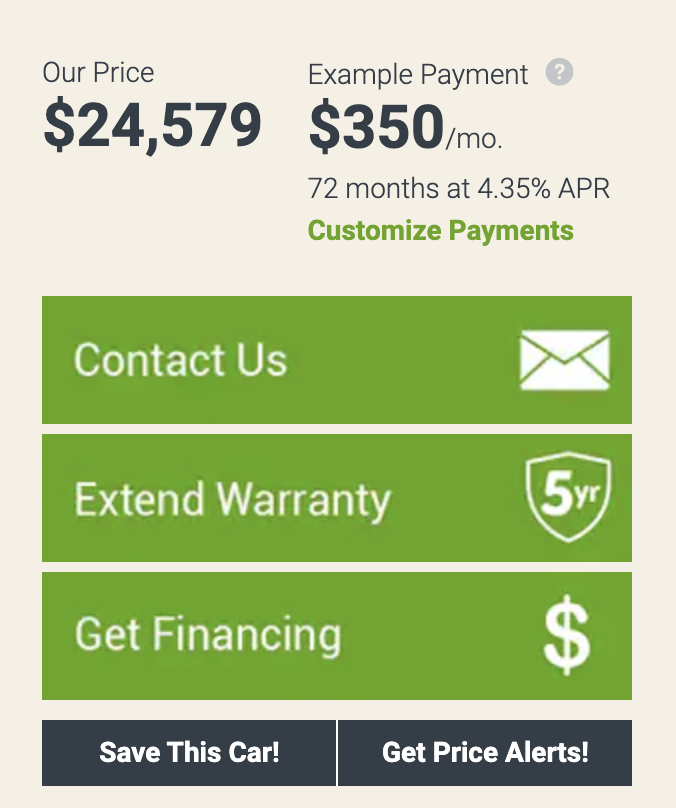 Our Price
$24,579
Example Payment ?
$350/mo.
72 months at 4.35% APR
Customize Payments
Contact Us
Extend Warranty 5yr
Get Financing $
Save This Car!
Get Price Alerts!